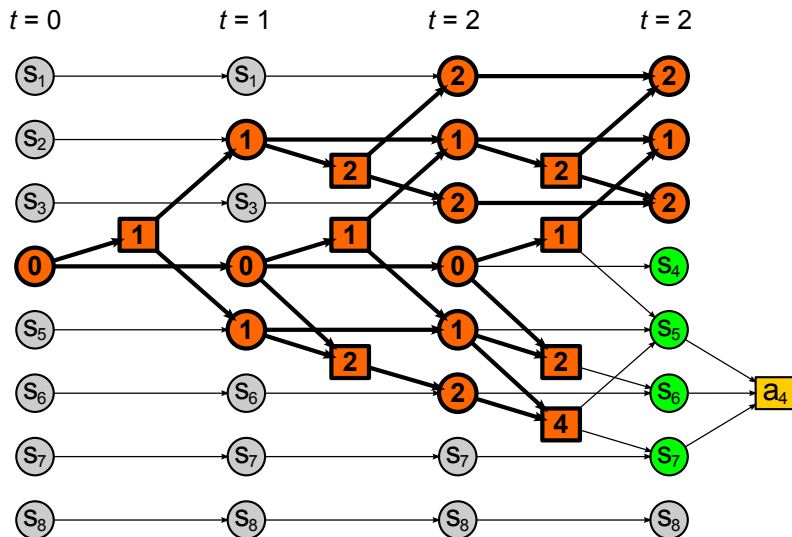 t = 0 t = 1 t = 2 t = 2
s1 s1 2 2
s2 1 1 1
2 2
s3 s3 2 2
1 1 1
0 0 0 s4
s5 1 1 s5
2 2
s6 s6 2 s6 a4
4
s7 s7 s7 s7
s8 s8 s8 s8